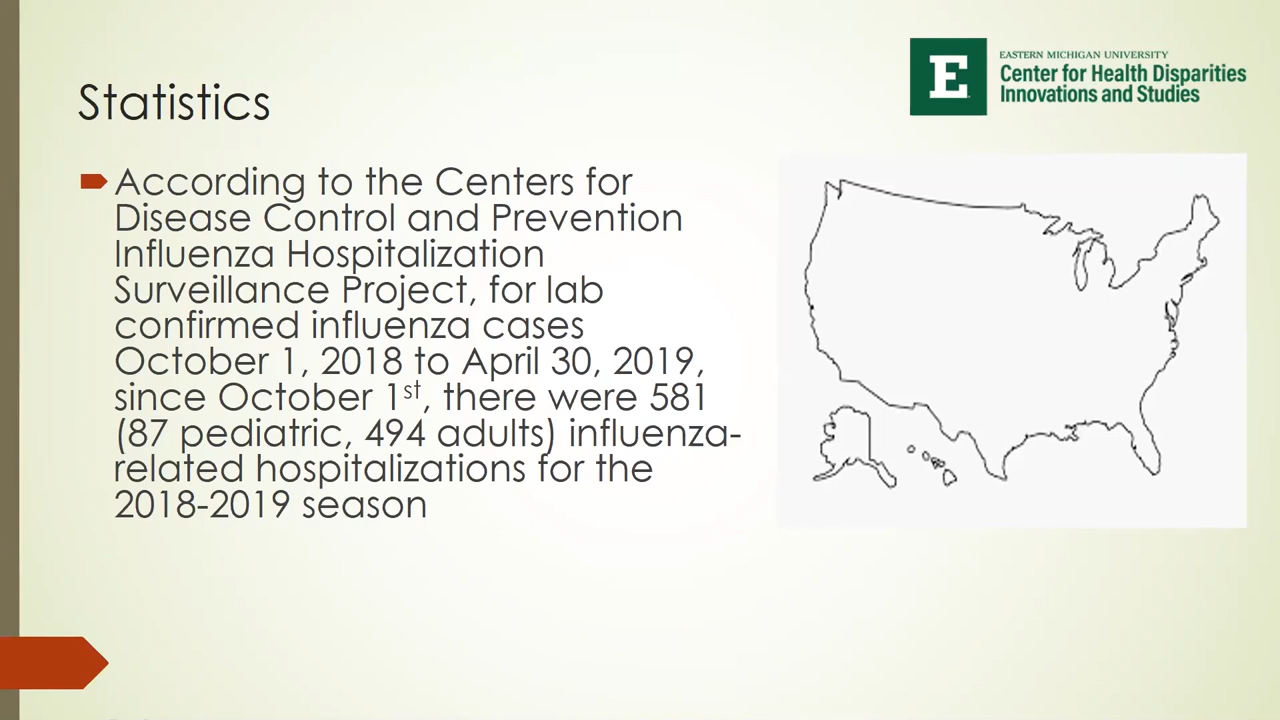 Statistics
E
EASTERN MICHIGAN UNIVERSITY
Center for Health Disparities
Innovations and Studies
According to the Centers for
Disease Control and Prevention
Influenza Hospitalization
Surveillance Project, for lab
confirmed influenza cases
October 1, 2018 to April 30, 2019,
since October 1st, there were 581
(87 pediatric, 494 adults) influenza-
related hospitalizations for the
2018-2019 season